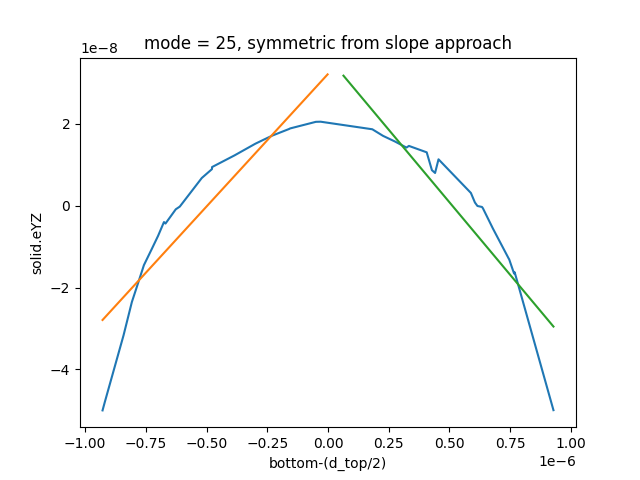 mode = 25, symmetric from slope approach
1e−8
2
0
−2
−4
solid.eYZ
−1.00 −0.75 −0.50 −0.25 0.00 0.25 0.50 0.75 1.00
1e−6
bottom-(d_top/2)